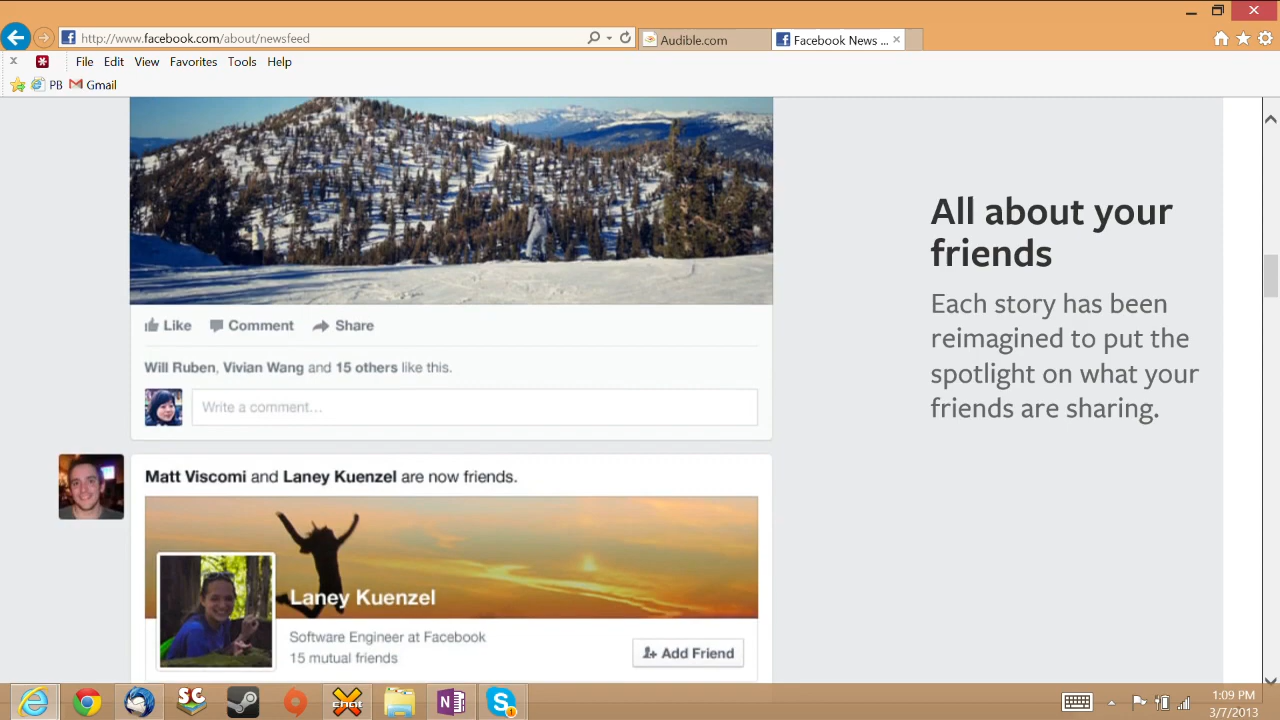 http://www.facebook.com/about/newsfeed
Audible.com
Facebook News ...
File Edit View Favorites Tools Help
PB Gmail
All about your
friends
Each story has been
reimagined to put the
spotlight on what your
friends are sharing.
Like Comment Share
Will Ruben, Vivian Wang and 15 others like this.
Write a comment...
Matt Viscomi and Laney Kuenzel are now friends.
Laney Kuenzel
Software Engineer at Facebook
15 mutual friends
Add Friend
SC
chat
N
S
1
1:09 PM
3/7/2013